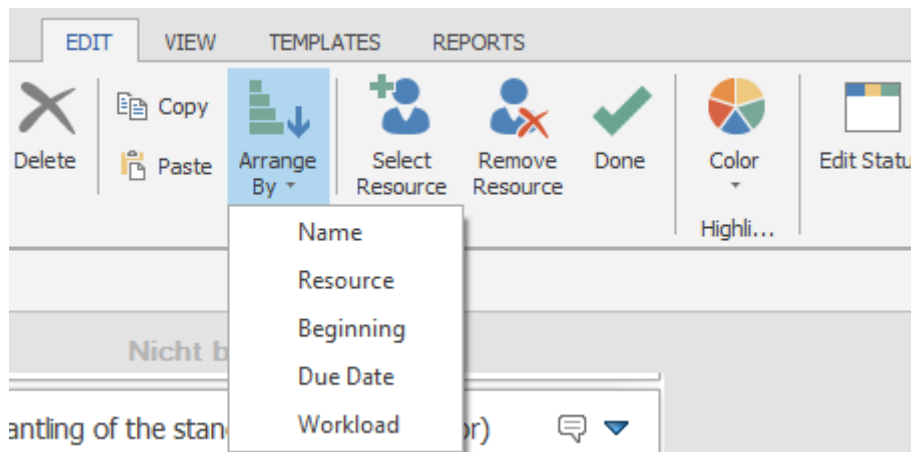 EDIT VIEW TEMPLATES REPORTS
Copy
Paste
Delete
Arrange
By
Select
Resource
Remove
Resource
Done
Color
Highli...
Edit Statu
Name
Resource
Beginning
Due Date
Workload
Nicht b
antling of the stan
or)